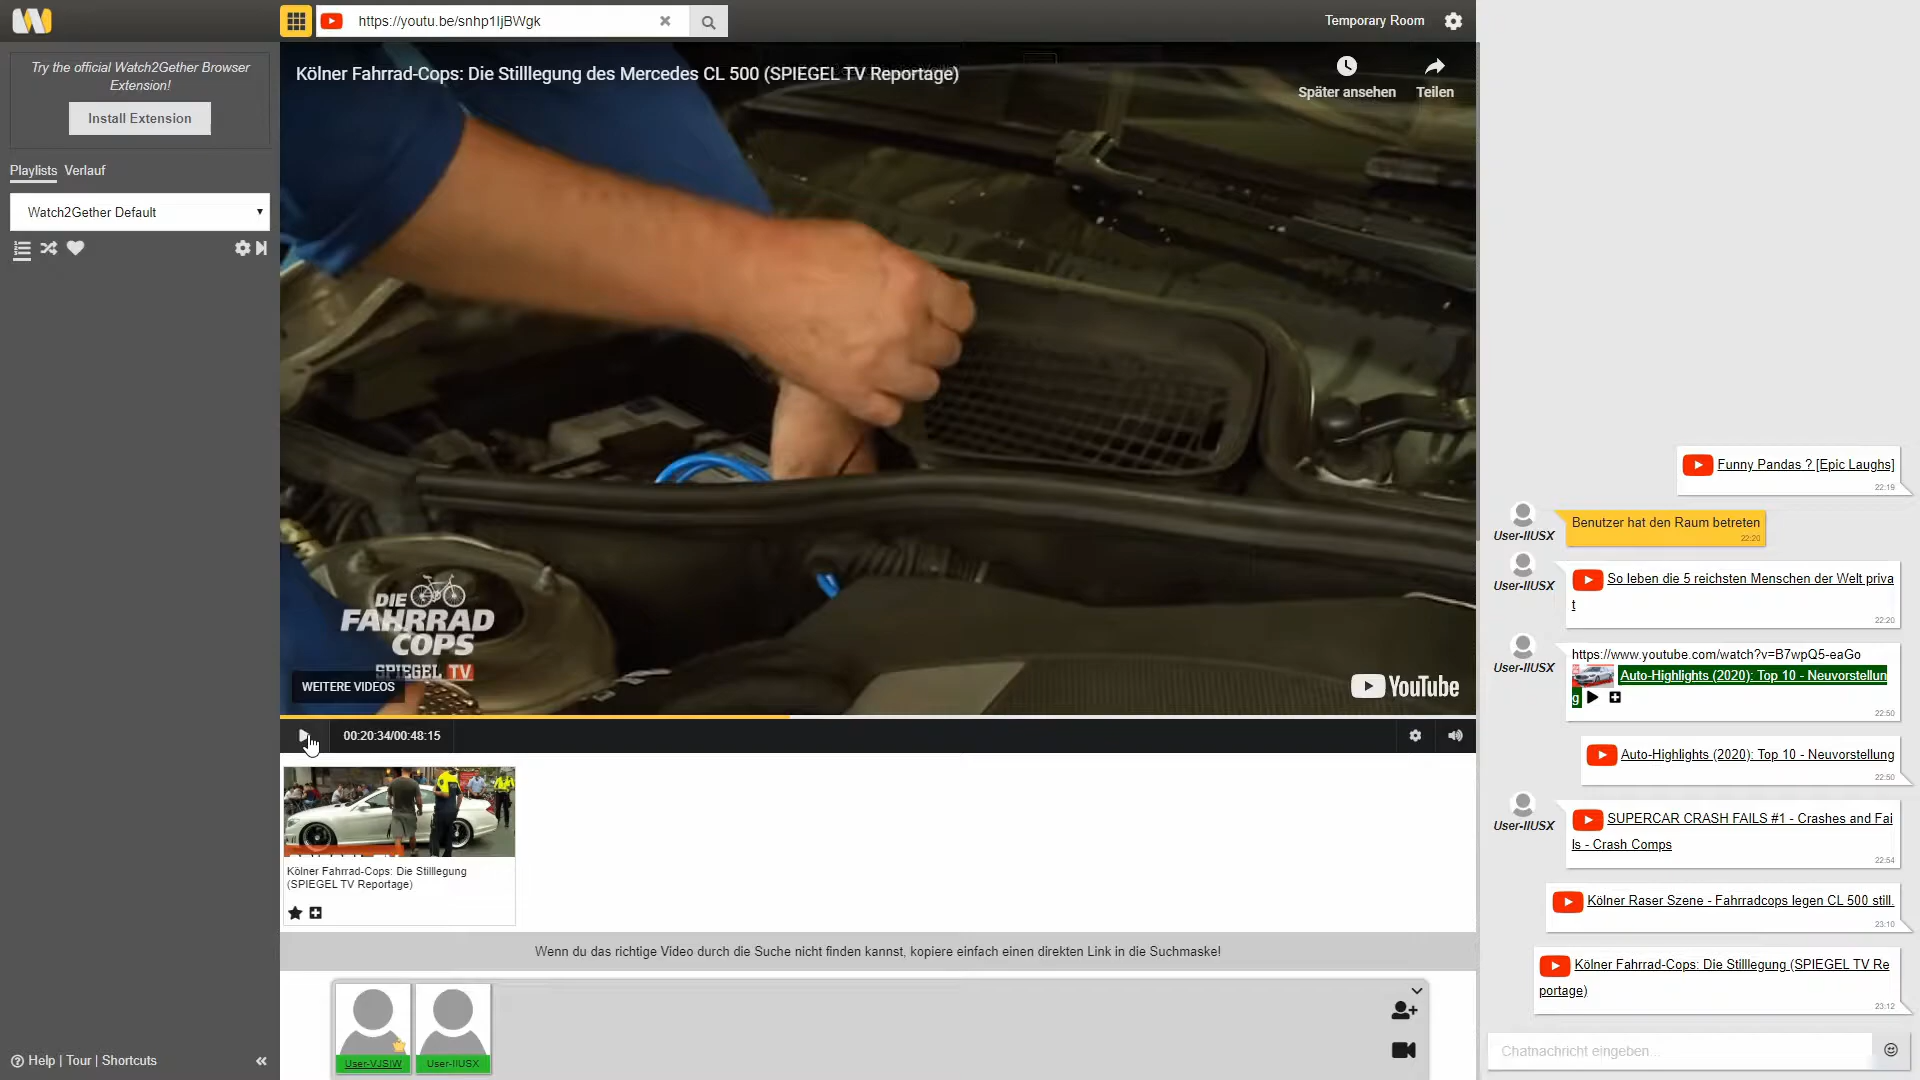 https://youtu.be/snhp1IjBWgk
Temporary Room
Try the official Watch2Gether Browser
Extension!
Install Extension
Playlists Verlauf
Watch2Gether Default
Help | Tour | Shortcuts
Kölner Fahrrad-Cops: Die Stilllegung des Mercedes CL 500 (SPIEGEL TV Reportage)
Später ansehen
Teilen
DIE
FAHRRAD
COPS
SPIEGEL TV
WEITERE VIDEOS
YouTube
00:20:34/00:48:15
Kölner Fahrrad-Cops: Die Stilllegung
(SPIEGEL TV Reportage)
Wenn du das richtige Video durch die Suche nicht finden kannst, kopiere einfach einen direkten Link in die Suchmaske!
User-VJSIW
User-IIUSX
Funny Pandas ? [Epic Laughs]
22:19
User-IIUSX
Benutzer hat den Raum betreten
22:20
User-IIUSX
So leben die 5 reichsten Menschen der Welt priva
t
22:20
User-IIUSX
https://www.youtube.com/watch?v=B7wpQ5-eaGo
Auto-Highlights (2020): Top 10 - Neuvorstellun
g
22:50
Auto-Highlights (2020): Top 10 - Neuvorstellung
22:50
User-IIUSX
SUPERCAR CRASH FAILS #1 - Crashes and Fai
ls - Crash Comps
22:54
Kölner Raser Szene - Fahrradcops legen CL 500 still.
23:10
Kölner Fahrrad-Cops: Die Stilllegung (SPIEGEL TV Re
portage)
23:12
Chatnachricht eingeben...